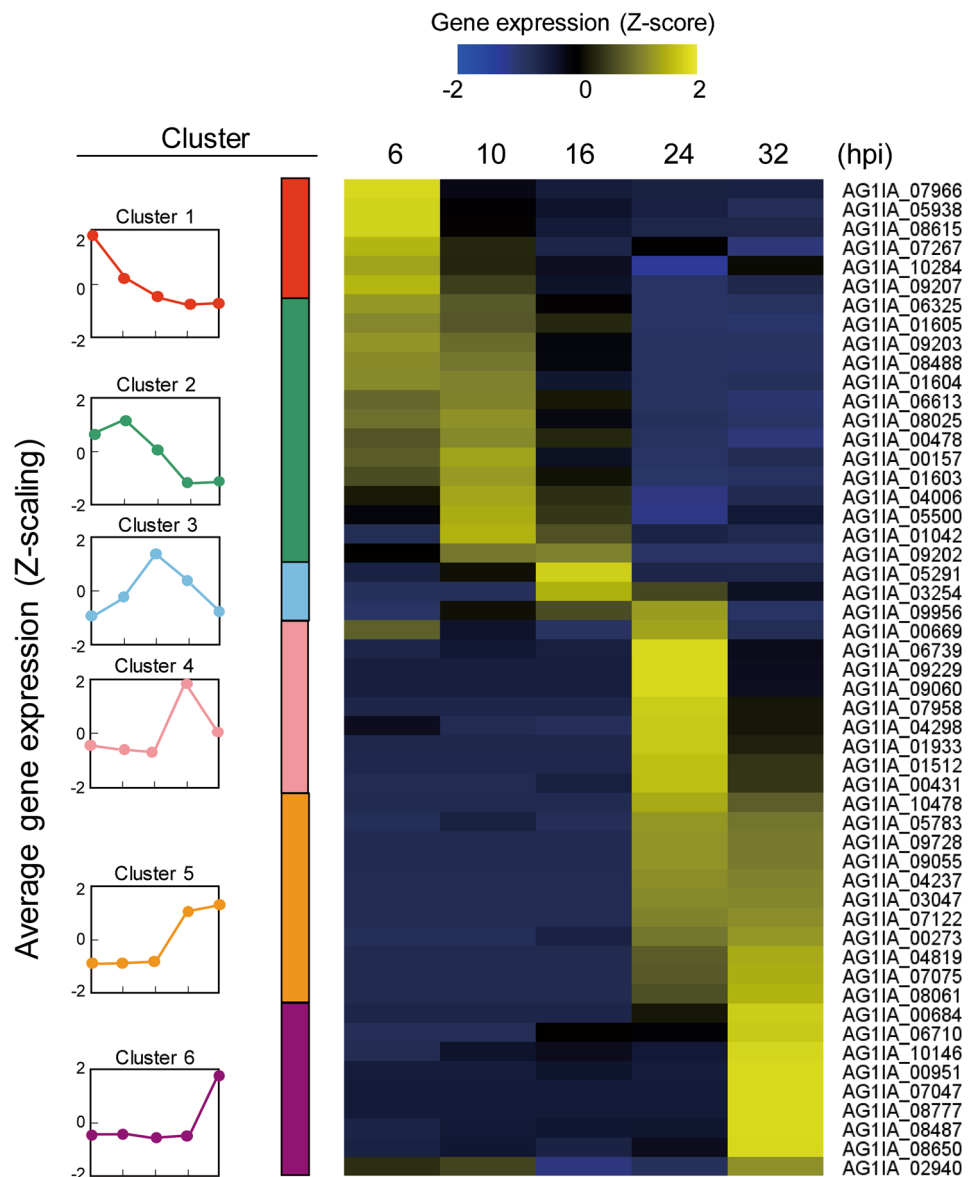 Gene expression (Z-score)
-2 0 2
Cluster
6 10 16 24 32 (hpi)
Average gene expression (Z-scaling)
Cluster 1
2
0
-2
Cluster 2
2
0
-2
Cluster 3
2
0
-2
Cluster 4
2
0
-2
Cluster 5
2
0
-2
Cluster 6
2
0
-2
AG1IA_07966
AG1IA_05938
AG1IA_08615
AG1IA_07267
AG1IA_10284
AG1IA_09207
AG1IA_06325
AG1IA_01605
AG1IA_09203
AG1IA_08488
AG1IA_01604
AG1IA_06613
AG1IA_08025
AG1IA_00478
AG1IA_00157
AG1IA_01603
AG1IA_04006
AG1IA_05500
AG1IA_01042
AG1IA_09202
AG1IA_05291
AG1IA_03254
AG1IA_09956
AG1IA_00669
AG1IA_06739
AG1IA_09229
AG1IA_09060
AG1IA_07958
AG1IA_04298
AG1IA_01933
AG1IA_01512
AG1IA_00431
AG1IA_10478
AG1IA_05783
AG1IA_09728
AG1IA_09055
AG1IA_04237
AG1IA_03047
AG1IA_07122
AG1IA_00273
AG1IA_04819
AG1IA_07075
AG1IA_08061
AG1IA_00684
AG1IA_06710
AG1IA_10146
AG1IA_00951
AG1IA_07047
AG1IA_08777
AG1IA_08487
AG1IA_08650
AG1IA_02940